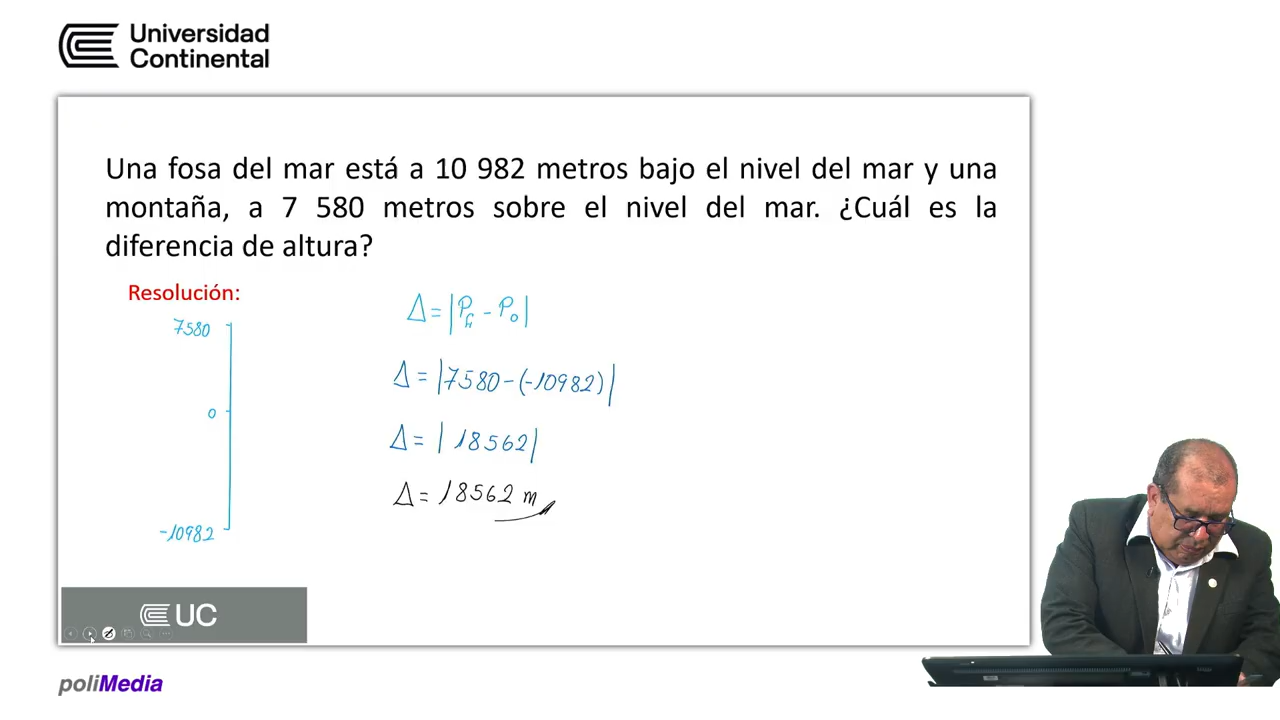 Universidad
Continental
Una fosa del mar está a 10 982 metros bajo el nivel del mar y una
montaña, a 7 580 metros sobre el nivel del mar. ¿Cuál es la
diferencia de altura?
Resolución:
7580
0
-10982
Δ = |P_f - P_0|
Δ = |7580 - (-10982)|
Δ = |18562|
Δ = 18562 m
UC
poliMedia